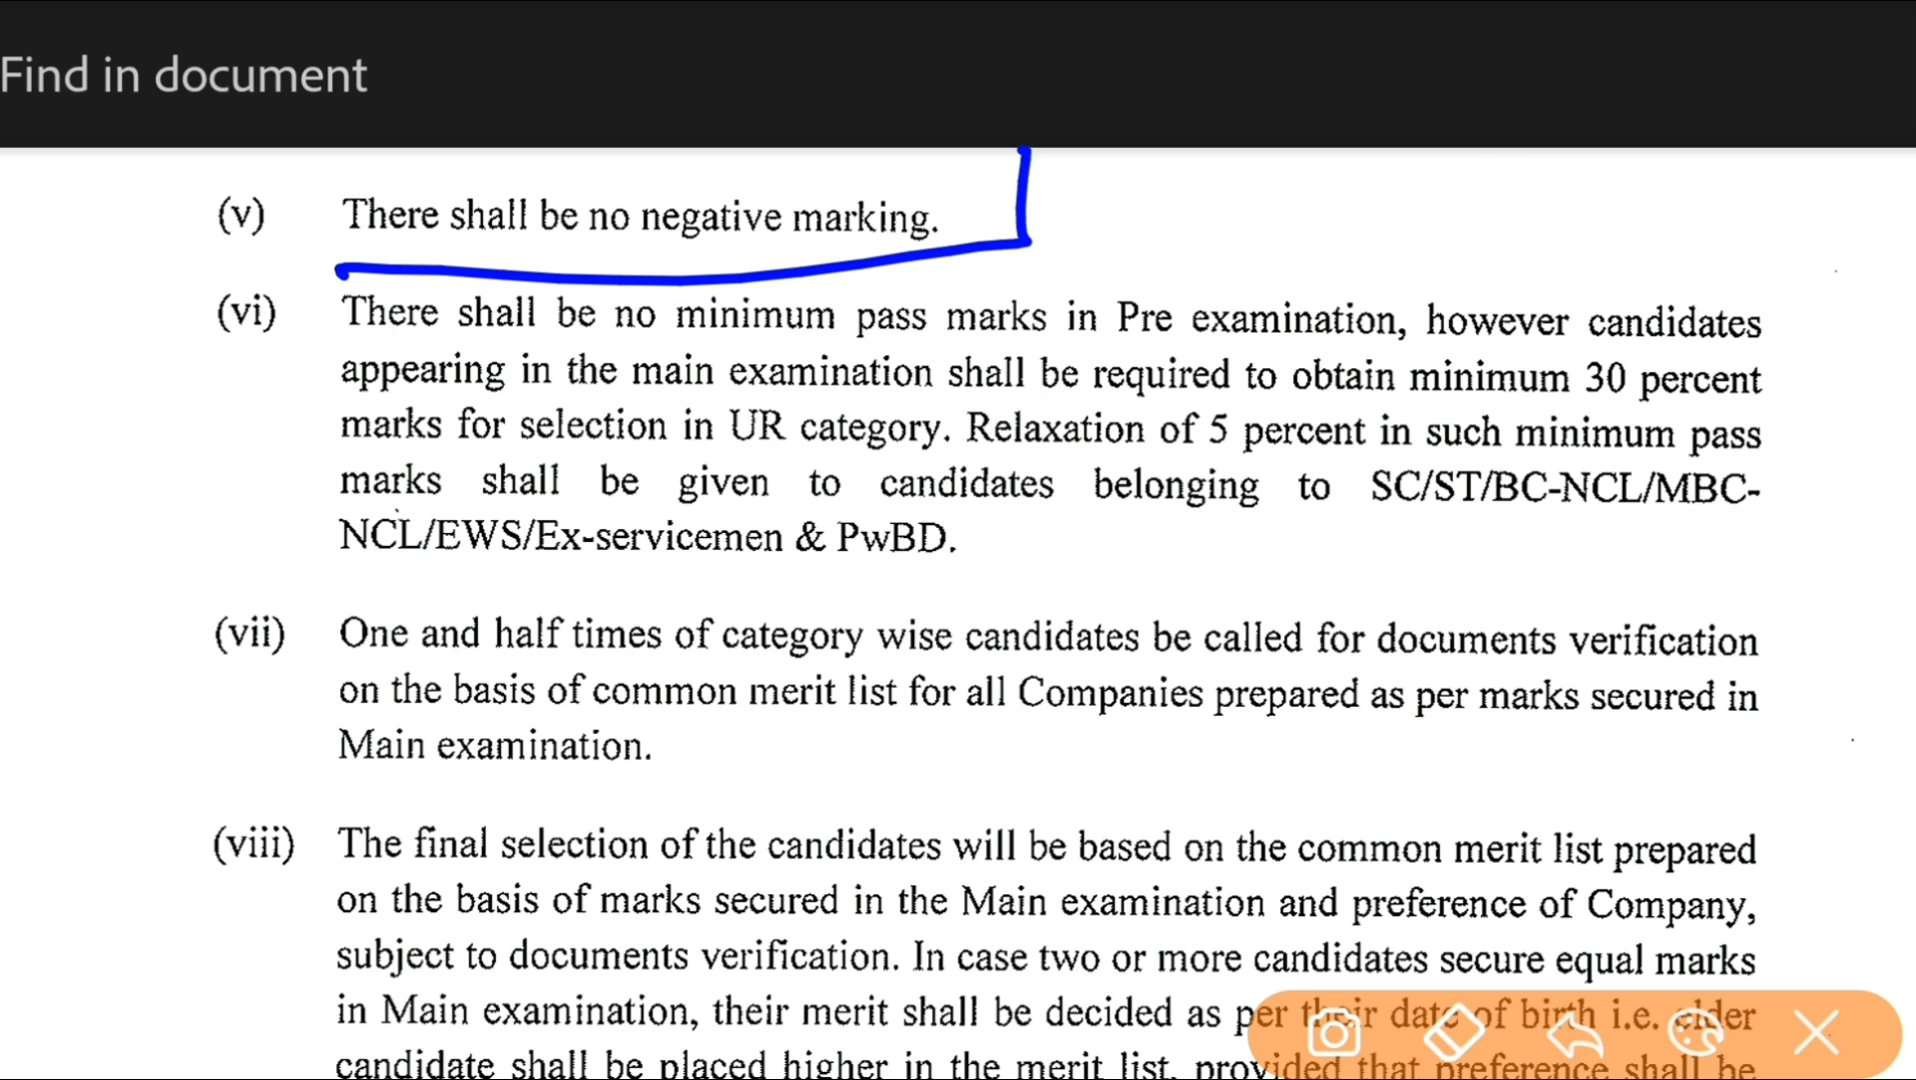 Find in document
(v) There shall be no negative marking.
(vi) There shall be no minimum pass marks in Pre examination, however candidates
appearing in the main examination shall be required to obtain minimum 30 percent
marks for selection in UR category. Relaxation of 5 percent in such minimum pass
marks shall be given to candidates belonging to SC/ST/BC-NCL/MBC-
NCL/EWS/Ex-servicemen & PwBD.
(vii) One and half times of category wise candidates be called for documents verification
on the basis of common merit list for all Companies prepared as per marks secured in
Main examination.
(viii) The final selection of the candidates will be based on the common merit list prepared
on the basis of marks secured in the Main examination and preference of Company,
subject to documents verification. In case two or more candidates secure equal marks
in Main examination, their merit shall be decided as per their date of birth i.e. elder
candidate shall be placed higher in the merit list, provided that preference shall be